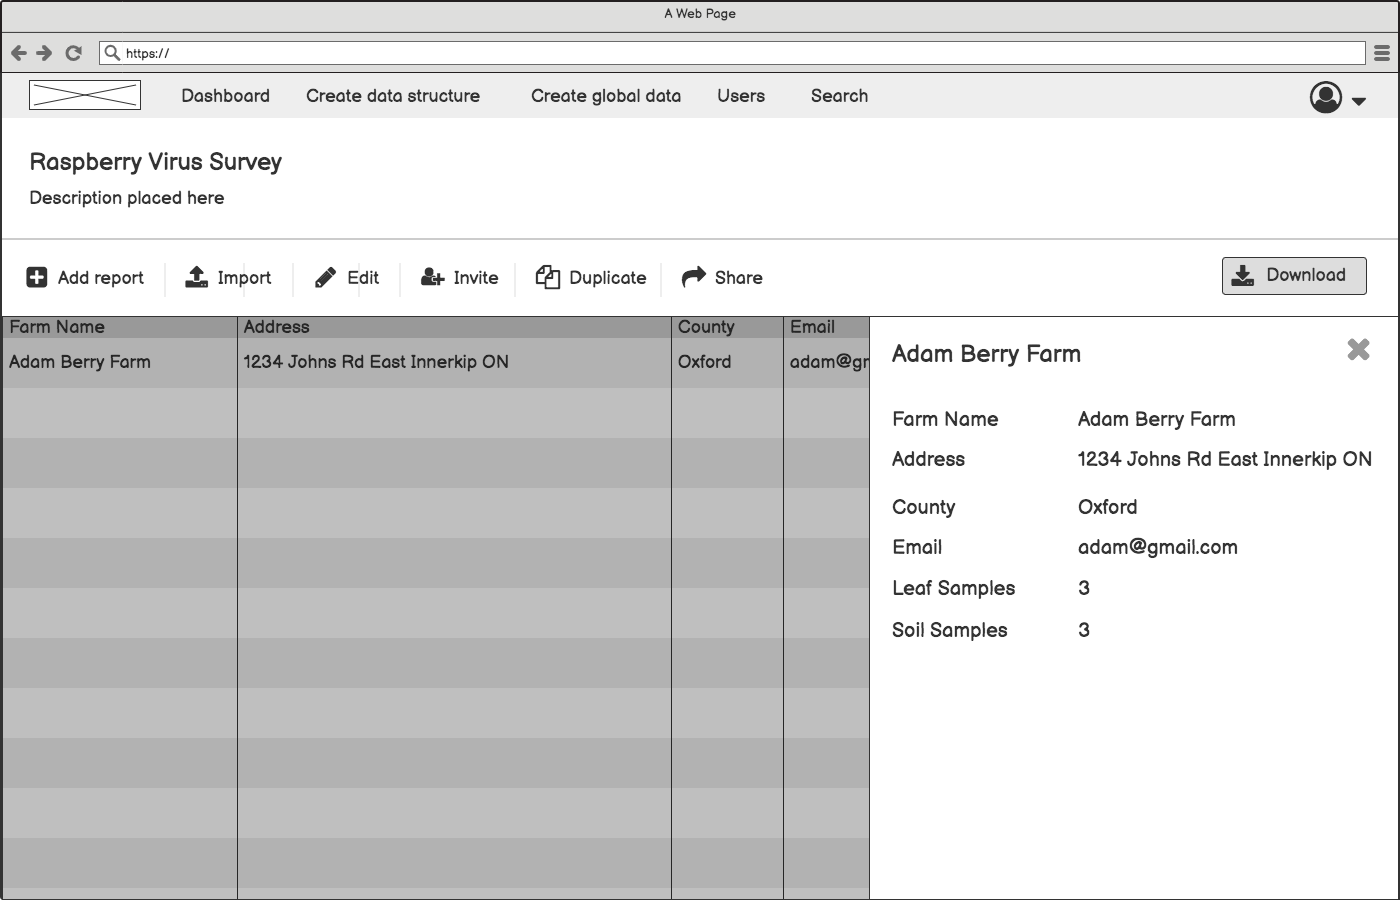 A Web Page
https://
Dashboard Create data structure Create global data Users Search
Raspberry Virus Survey
Description placed here
Add report Import Edit Invite Duplicate Share Download
Farm Name Address County Email
Adam Berry Farm 1234 Johns Rd East Innerkip ON Oxford adam@gr
Adam Berry Farm
Farm Name Adam Berry Farm
Address 1234 Johns Rd East Innerkip ON
County Oxford
Email adam@gmail.com
Leaf Samples 3
Soil Samples 3